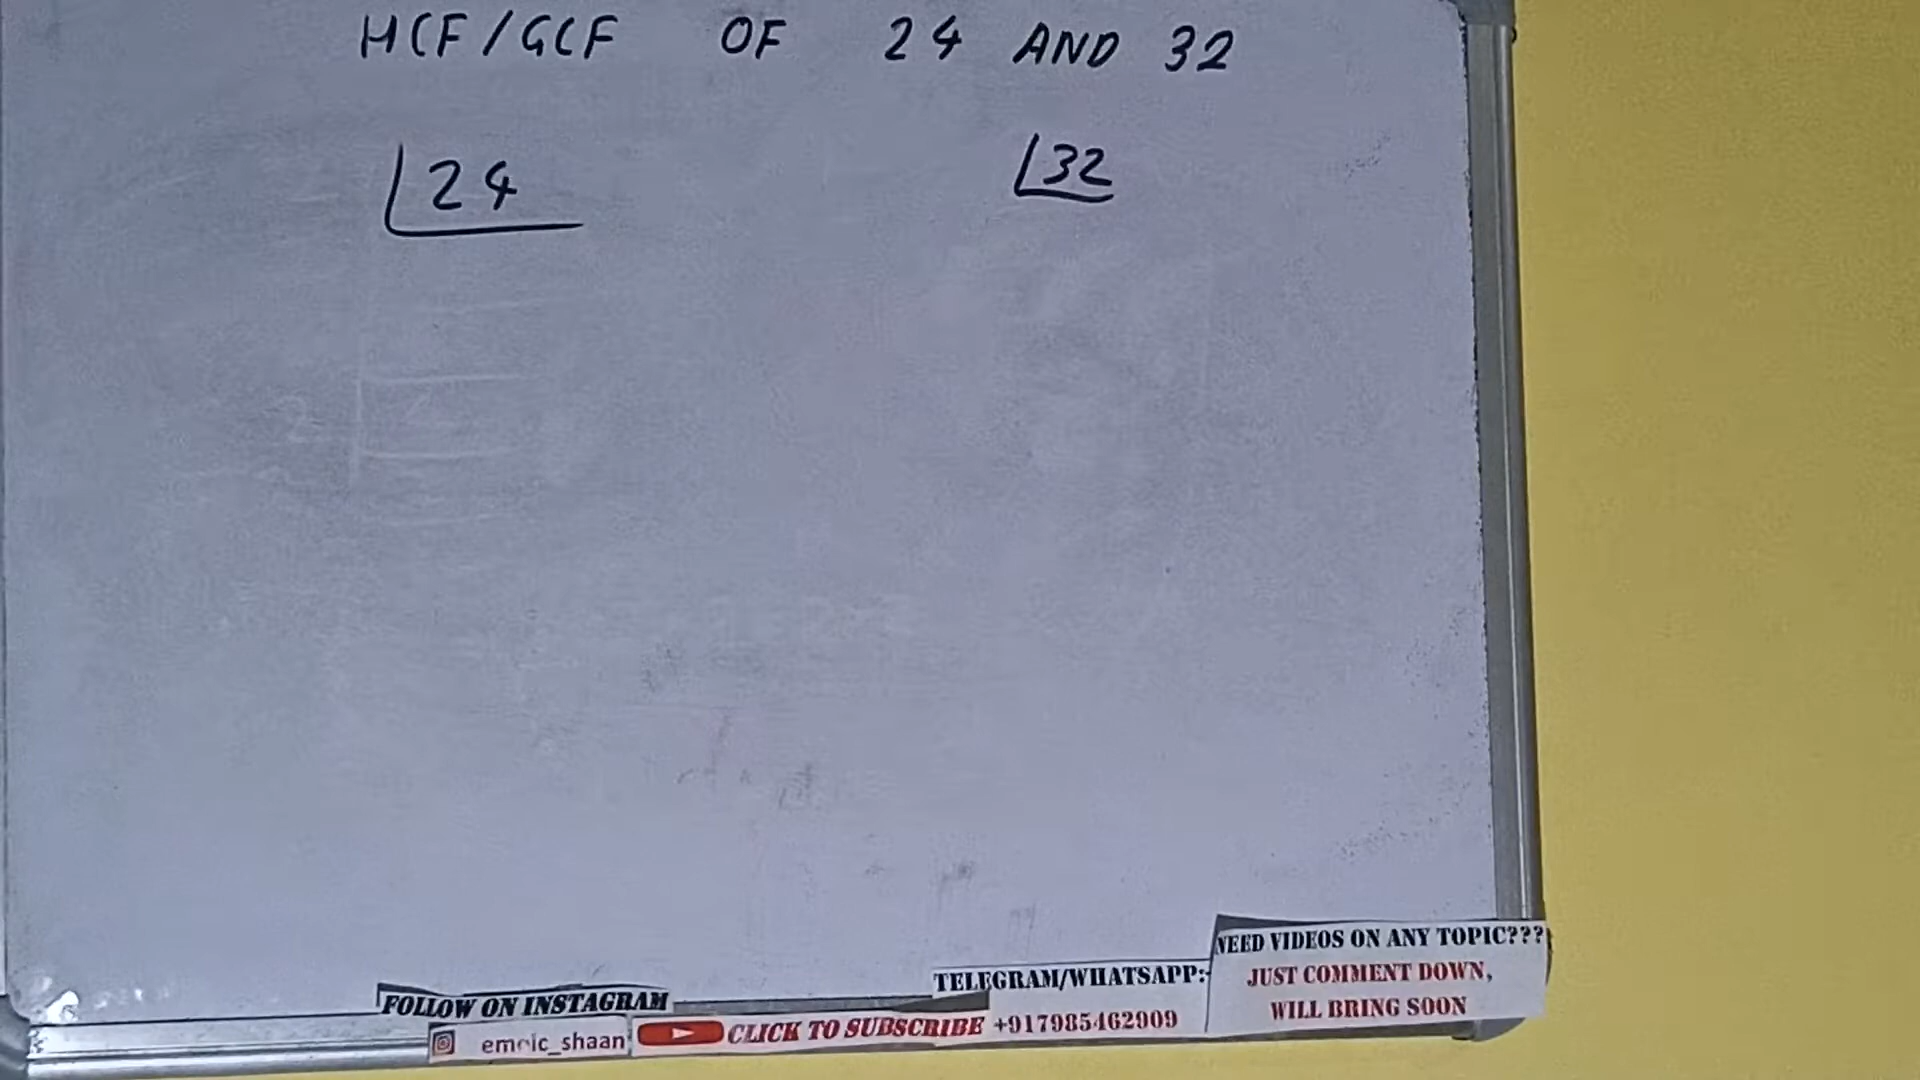 HCF/GCF OF 24 AND 32
24 32
NEED VIDEOS ON ANY TOPIC???
JUST COMMENT DOWN,
WILL BRING SOON
TELEGRAM/WHATSAPP:-
+917985462909
FOLLOW ON INSTAGRAM
CLICK TO SUBSCRIBE